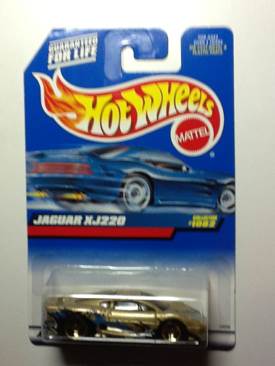 GUARANTEED
FOR LIFE
HOT WHEELS
MATTEL
JAGUAR XJ220
COLLECTOR
#1082